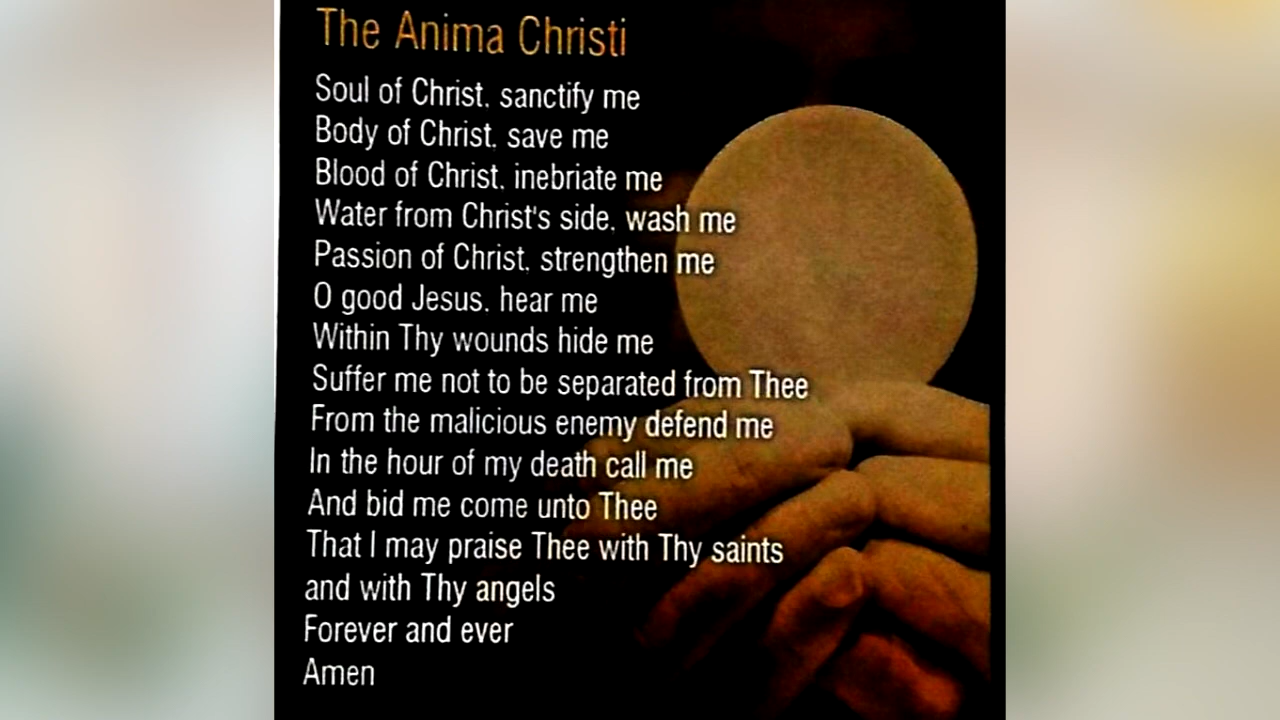 The Anima Christi
Soul of Christ. sanctify me
Body of Christ. save me
Blood of Christ. inebriate me
Water from Christ's side. wash me
Passion of Christ. strengthen me
O good Jesus. hear me
Within Thy wounds hide me
Suffer me not to be separated from Thee
From the malicious enemy defend me
In the hour of my death call me
And bid me come unto Thee
That I may praise Thee with Thy saints
and with Thy angels
Forever and ever
Amen